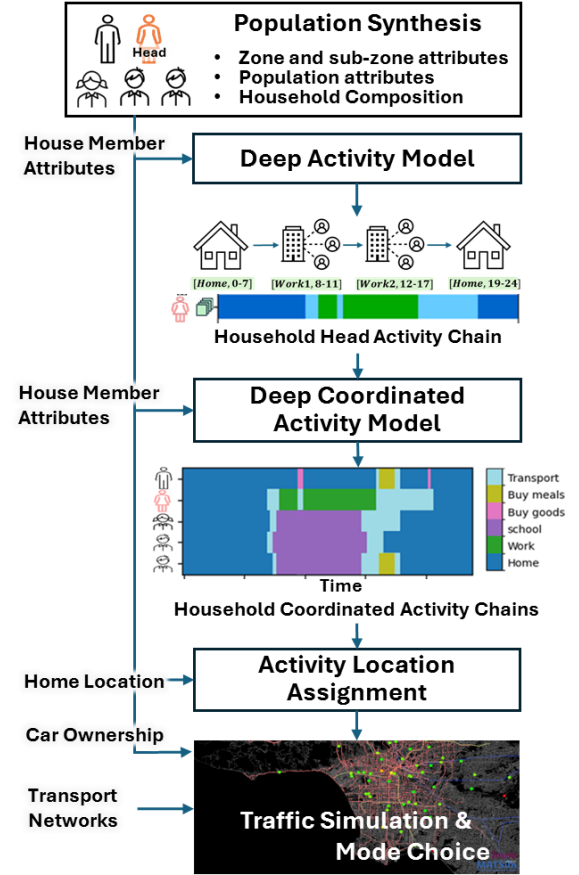 Population Synthesis
Head
• Zone and sub-zone attributes
• Population attributes
• Household Composition
House Member
Attributes
Deep Activity Model
[Home, 0-7]
[Work1, 8-11]
[Work2, 12-17]
[Home, 19-24]
Household Head Activity Chain
House Member
Attributes
Deep Coordinated
Activity Model
Transport
Buy meals
Buy goods
school
Work
Home
Time
Household Coordinated Activity Chains
Home Location
Activity Location
Assignment
Car Ownership
Transport
Networks
Traffic Simulation &
Mode Choice